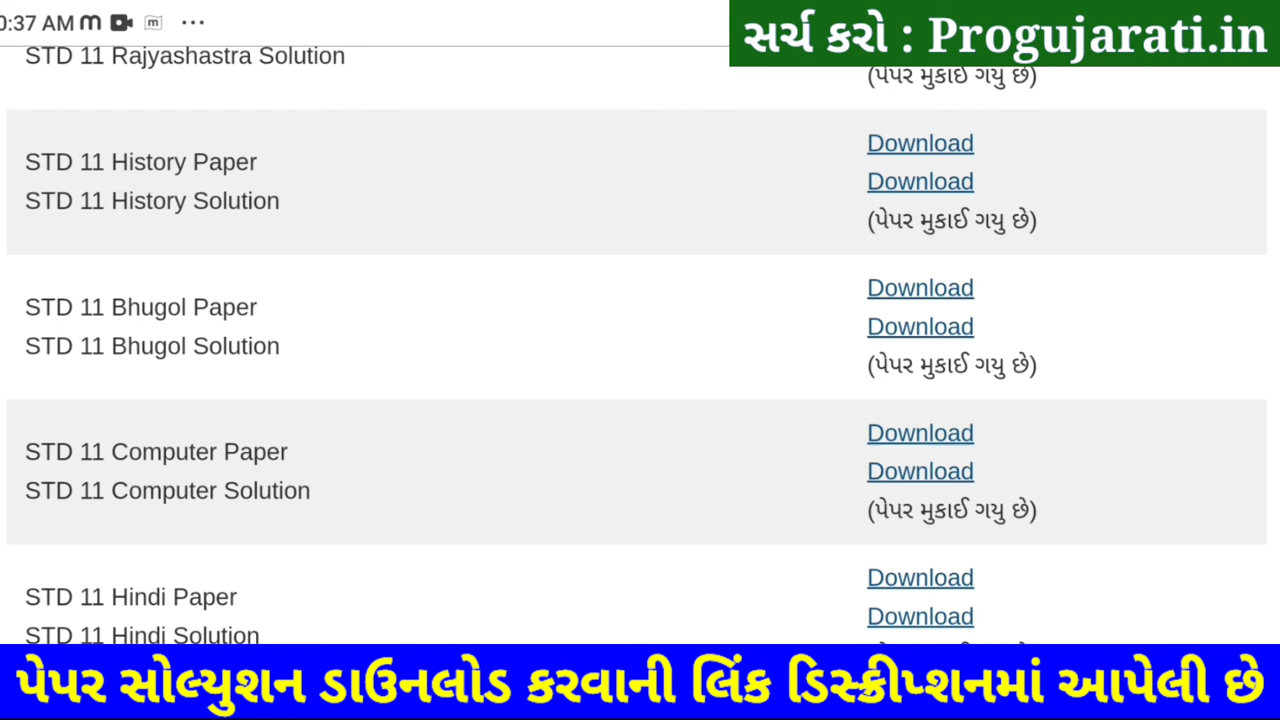 0:37 AM
સર્ચ કરો : Progujarati.in
STD 11 Rajyashastra Solution
(પેપર મુકાઈ ગયુ છે)
STD 11 History Paper
Download
STD 11 History Solution
Download
(પેપર મુકાઈ ગયુ છે)
STD 11 Bhugol Paper
Download
STD 11 Bhugol Solution
Download
(પેપર મુકાઈ ગયુ છે)
STD 11 Computer Paper
Download
STD 11 Computer Solution
Download
(પેપર મુકાઈ ગયુ છે)
STD 11 Hindi Paper
Download
STD 11 Hindi Solution
Download
પેપર સોલ્યુશન ડાઉનલોડ કરવાની લિંક ડિસ્ક્રીપ્શનમાં આપેલી છે